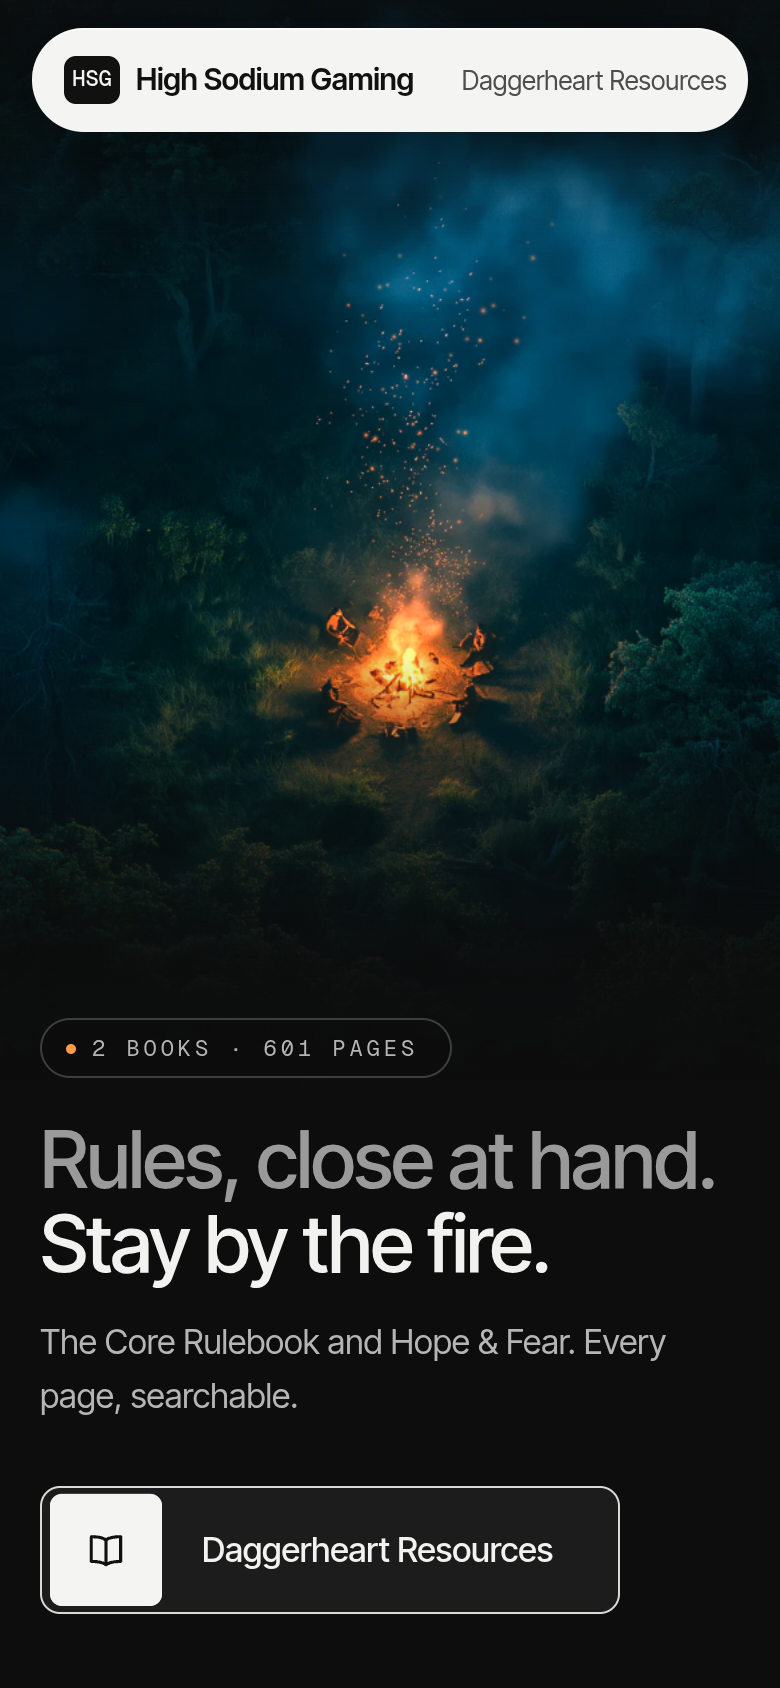 HSG High Sodium Gaming Daggerheart Resources
2 BOOKS · 601 PAGES
Rules, close at hand.
Stay by the fire.
The Core Rulebook and Hope & Fear. Every
page, searchable.
Daggerheart Resources